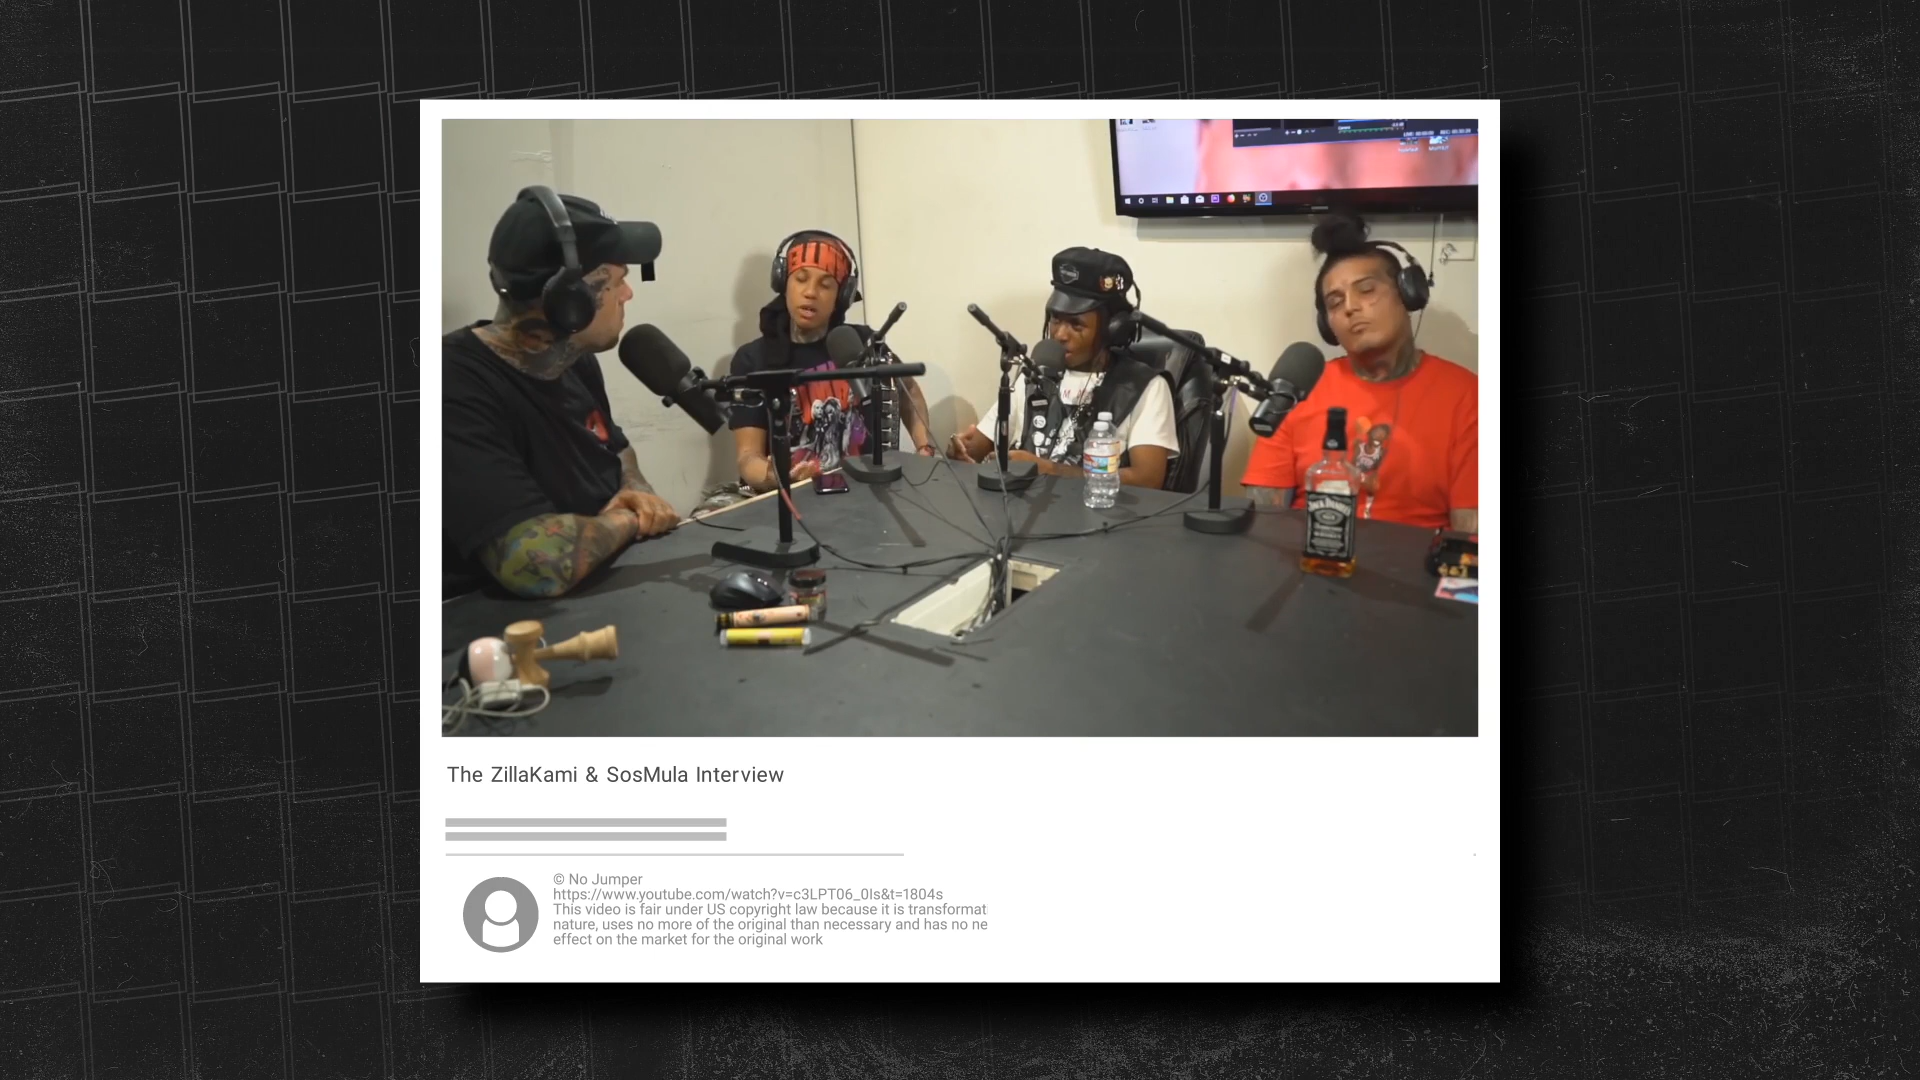 JACK DANIEL'S
The ZillaKami & SosMula Interview
© No Jumper
https://www.youtube.com/watch?v=c3LPT06_0Is&t=1804s
This video is fair under US copyright law because it is transformat
nature, uses no more of the original than necessary and has no ne
effect on the market for the original work